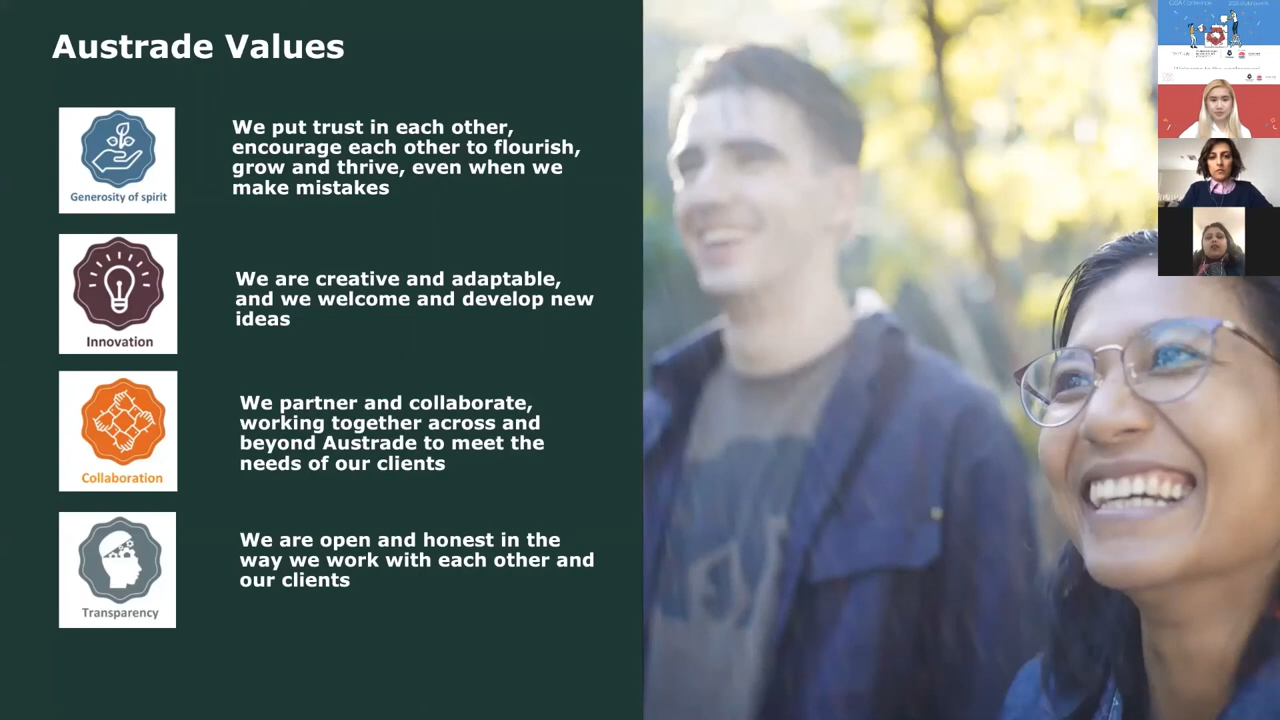 Austrade Values
Generosity of spirit
We put trust in each other,
encourage each other to flourish,
grow and thrive, even when we
make mistakes
Innovation
We are creative and adaptable,
and we welcome and develop new
ideas
Collaboration
We partner and collaborate,
working together across and
beyond Austrade to meet the
needs of our clients
Transparency
We are open and honest in the
way we work with each other and
our clients